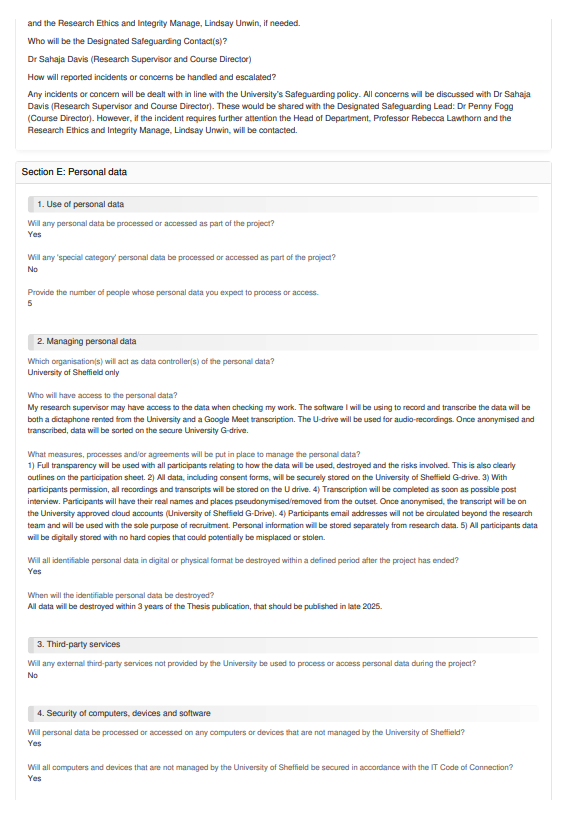 and the Research Ethics and Integrity Manage, Lindsay Unwin, if needed.
Who will be the Designated Safeguarding Contact(s)?
Dr Sahaja Davis (Research Supervisor and Course Director)
How will reported incidents or concerns be handled and escalated?
Any incidents or concern will be dealt with in line with the University's Safeguarding policy. All concerns will be discussed with Dr Sahaja
Davis (Research Supervisor and Course Director). These would be shared with the Designated Safeguarding Lead: Dr Penny Fogg
(Course Director). However, if the incident requires further attention the Head of Department, Professor Rebecca Lawthorn and the
Research Ethics and Integrity Manage, Lindsay Unwin, will be contacted.
Section E: Personal data
1. Use of personal data
Will any personal data be processed or accessed as part of the project?
Yes
Will any 'special category' personal data be processed or accessed as part of the project?
No
Provide the number of people whose personal data you expect to process or access.
5
2. Managing personal data
Which organisation(s) will act as data controller(s) of the personal data?
University of Sheffield only
Who will have access to the personal data?
My research supervisor may have access to the data when checking my work. The software I will be using to record and transcribe the data will be
both a dictaphone rented from the University and a Google Meet transcription. The U-drive will be used for audio-recordings. Once anonymised and
transcribed, data will be sorted on the secure University G-drive.
What measures, processes and/or agreements will be put in place to manage the personal data?
1) Full transparency will be used with all participants relating to how the data will be used, destroyed and the risks involved. This is also clearly
outlines on the participation sheet. 2) All data, including consent forms, will be securely stored on the University of Sheffield G-drive. 3) With
participants permission, all recordings and transcripts will be stored on the U drive. 4) Transcription will be completed as soon as possible post
interview. Participants will have their real names and places pseudonymised/removed from the outset. Once anonymised, the transcript will be on
the University approved cloud accounts (University of Sheffield G-Drive). 4) Participants email addresses will not be circulated beyond the research
team and will be used with the sole purpose of recruitment. Personal information will be stored separately from research data. 5) All participants data
will be digitally stored with no hard copies that could potentially be misplaced or stolen.
Will all identifiable personal data in digital or physical format be destroyed within a defined period after the project has ended?
Yes
When will the identifiable personal data be destroyed?
All data will be destroyed within 3 years of the Thesis publication, that should be published in late 2025.
3. Third-party services
Will any external third-party services not provided by the University be used to process or access personal data during the project?
No
4. Security of computers, devices and software
Will personal data be processed or accessed on any computers or devices that are not managed by the University of Sheffield?
Yes
Will all computers and devices that are not managed by the University of Sheffield be secured in accordance with the IT Code of Connection?
Yes